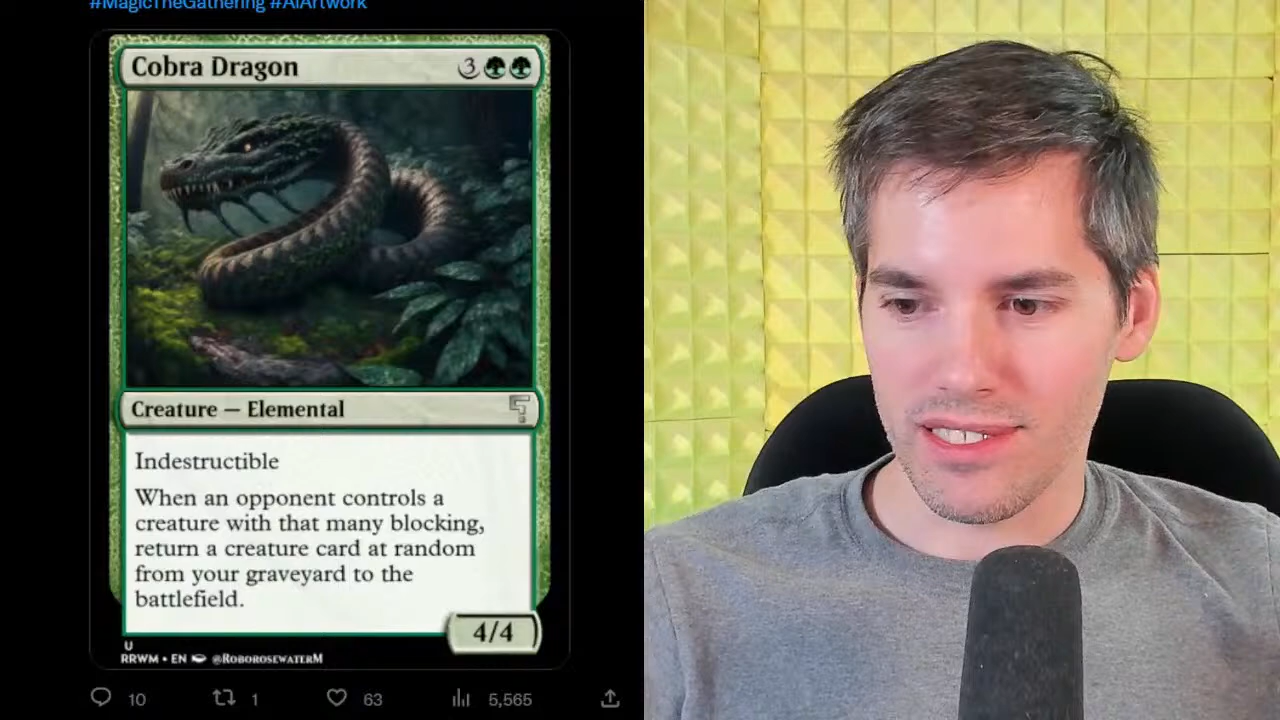 #MagicTheGathering #AIArtwork
Cobra Dragon 3
Creature — Elemental
Indestructible
When an opponent controls a
creature with that many blocking,
return a creature card at random
from your graveyard to the
battlefield.
4/4
U
RRWM • EN @RoborosewaterM
10 1 63 5,565